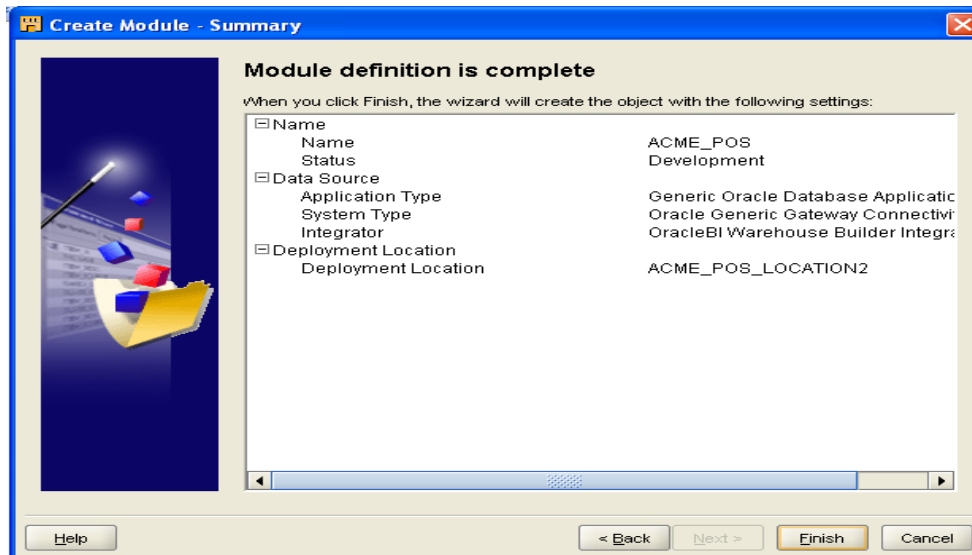 Create Module - Summary
Module definition is complete
When you click Finish, the wizard will create the object with the following settings:
Name
Name ACME_POS
Status Development
Data Source
Application Type Generic Oracle Database Applicatic
System Type Oracle Generic Gateway Connectivi
Integrator OracleBI Warehouse Builder Integra
Deployment Location
Deployment Location ACME_POS_LOCATION2
Help < Back Next > Finish Cancel